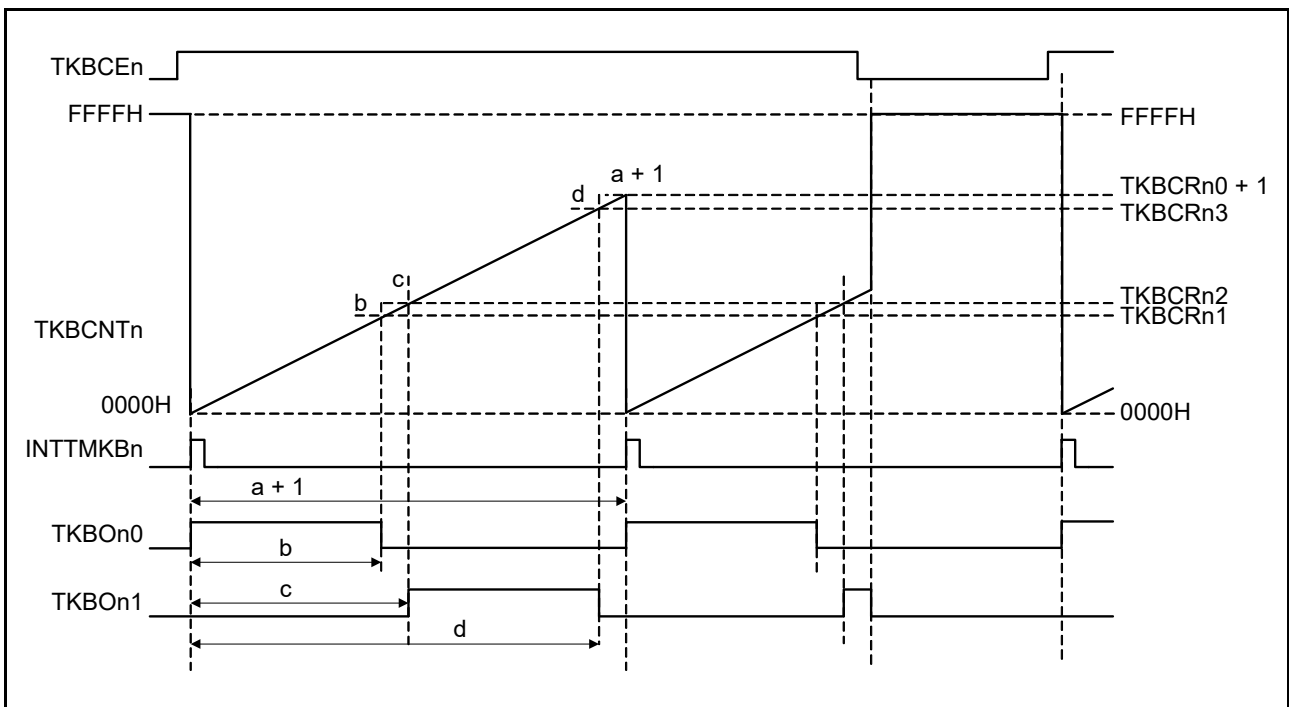 TKBCEn
FFFFH
FFFFH
a + 1
TKBCRn0 + 1
d
TKBCRn3
c
TKBCRn2
b
TKBCRn1
TKBCNTn
0000H
0000H
INTTMKBn
a + 1
TKBOn0
b
TKBOn1
c
d